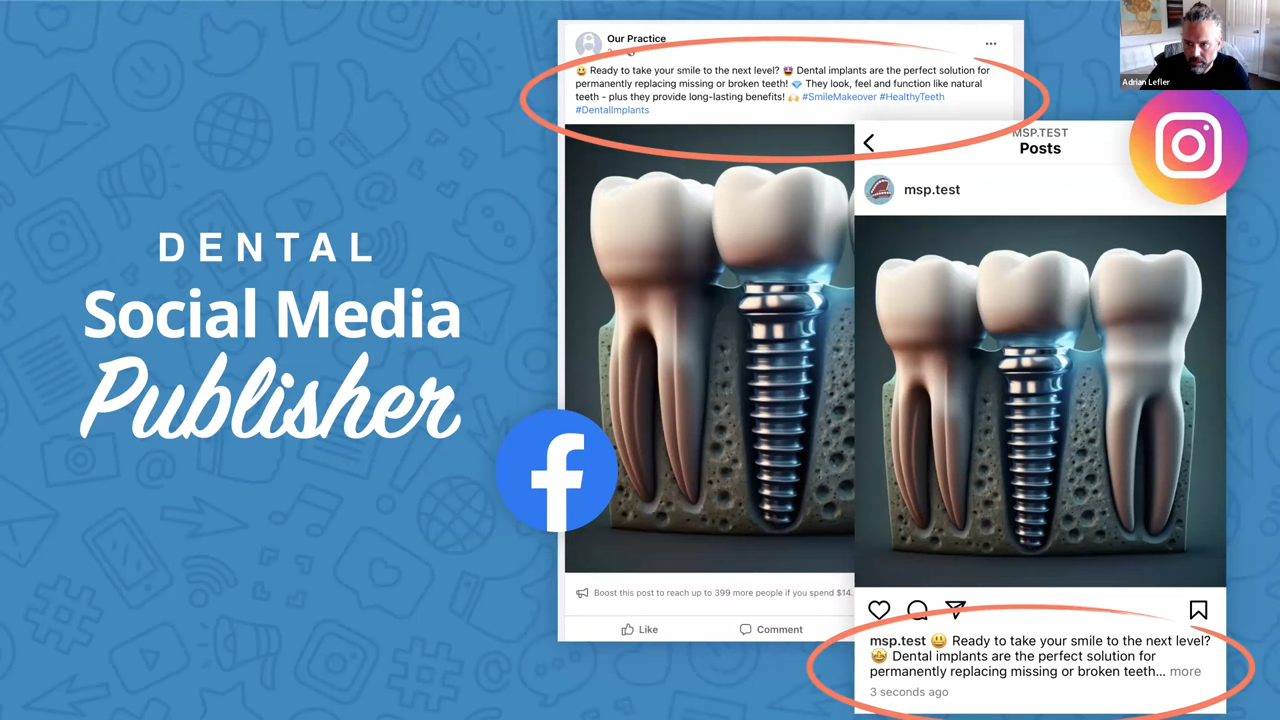 DENTAL
Social Media
Publisher
Our Practice
😃 Ready to take your smile to the next level? 🤩 Dental implants are the perfect solution for
permanently replacing missing or broken teeth! 💎 They look, feel and function like natural
teeth - plus they provide long-lasting benefits! 🙌 #SmileMakeover #HealthyTeeth
#DentalImplants
Boost this post to reach up to 399 more people if you spend $14.
Like
Comment
Adrian Lefler
MSP.TEST
Posts
msp.test
msp.test 😃 Ready to take your smile to the next level?
🤩 Dental implants are the perfect solution for
permanently replacing missing or broken teeth... more
3 seconds ago